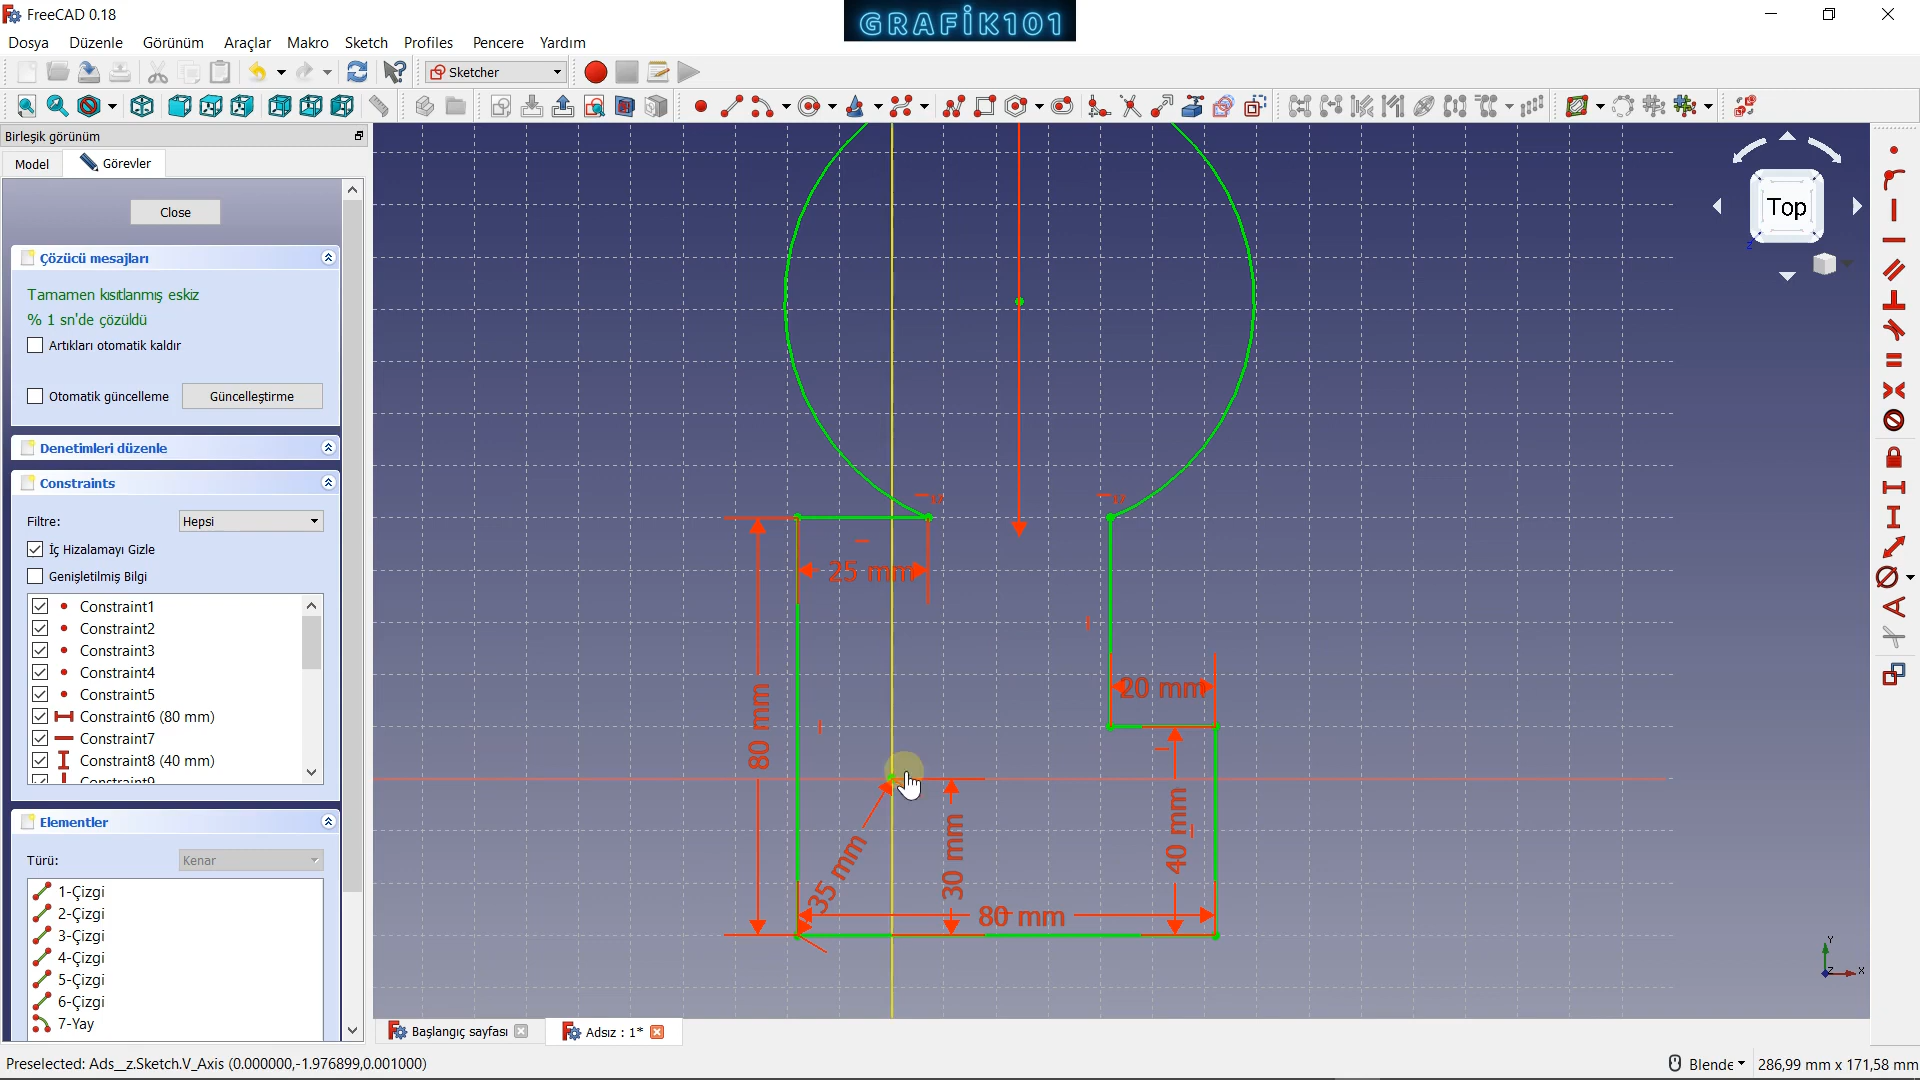 FreeCAD 0.18
GRAFİK101
Dosya Düzenle Görünüm Araçlar Makro Sketch Profiles Pencere Yardım
Sketcher
Birleşik görünüm
Model Görevler
Close
Çözücü mesajları
Tamamen kısıtlanmış eskiz
% 1 sn'de çözüldü
Artıkları otomatik kaldır
Otomatik güncelleme Güncelleştirme
Denetimleri düzenle
Constraints
Filtre: Hepsi
İç Hizalamayı Gizle
Genişletilmiş Bilgi
Constraint1
Constraint2
Constraint3
Constraint4
Constraint5
Constraint6 (80 mm)
Constraint7
Constraint8 (40 mm)
Constraint9
Elementler
Türü: Kenar
1-Çizgi
2-Çizgi
3-Çizgi
4-Çizgi
5-Çizgi
6-Çizgi
7-Yay
Top
Z
25 mm
20 mm
80 mm
35 mm
30 mm
40 mm
80 mm
Y
Z X
Başlangıç sayfası Adsız : 1*
Preselected: Ads__z.Sketch.V_Axis (0.000000,-1.976899,0.001000)
Blende 286,99 mm x 171,58 mm